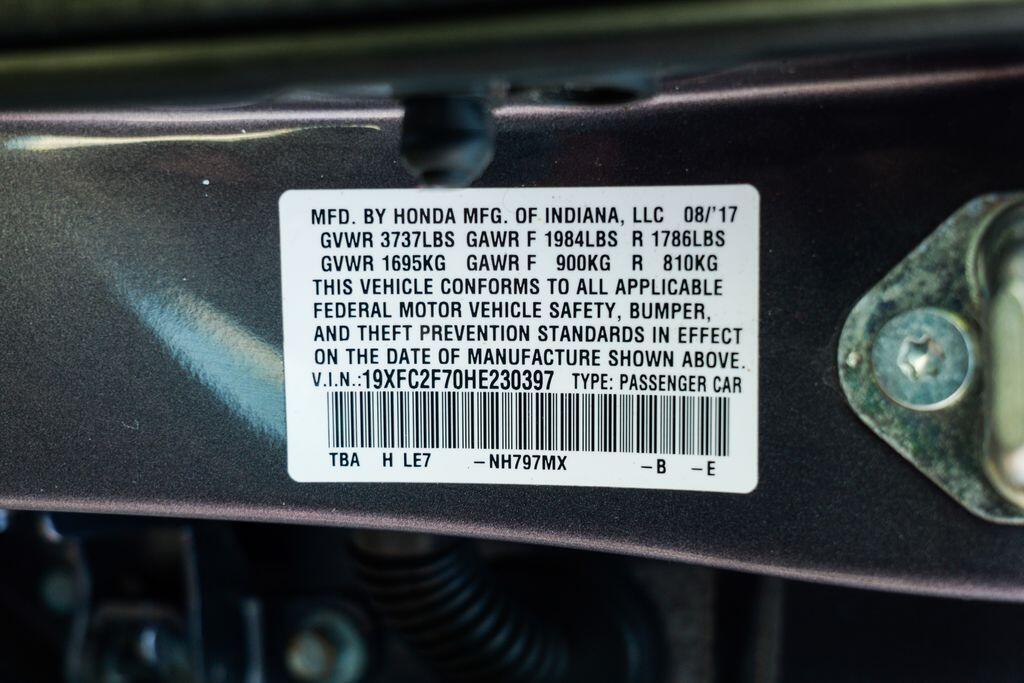 MFD. BY HONDA MFG. OF INDIANA, LLC 08/'17
GVWR 3737LBS GAWR F 1984LBS R 1786LBS
GVWR 1695KG GAWR F 900KG R 810KG
THIS VEHICLE CONFORMS TO ALL APPLICABLE
FEDERAL MOTOR VEHICLE SAFETY, BUMPER,
AND THEFT PREVENTION STANDARDS IN EFFECT
ON THE DATE OF MANUFACTURE SHOWN ABOVE.
V.I.N.:19XFC2F70HE230397 TYPE: PASSENGER CAR
TBA H LE7 -NH797MX -B -E